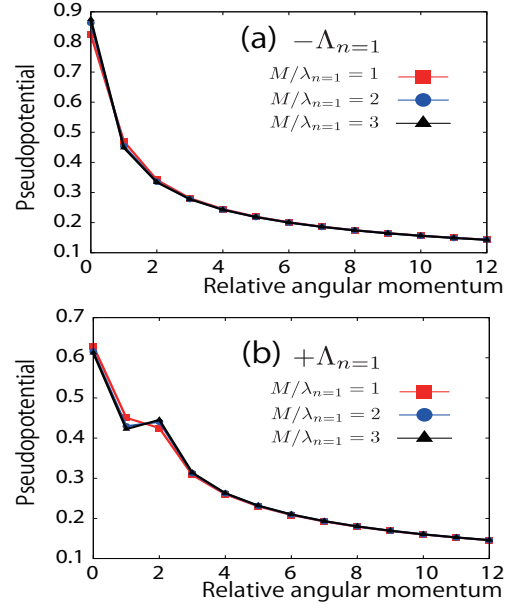 (a) −Λₙ₌₁
M/λₙ₌₁ = 1
M/λₙ₌₁ = 2
M/λₙ₌₁ = 3
Pseudopotential
0.9
0.8
0.7
0.6
0.5
0.4
0.3
0.2
0.1
0 2 4 6 8 10 12
Relative angular momentum
(b) +Λₙ₌₁
M/λₙ₌₁ = 1
M/λₙ₌₁ = 2
M/λₙ₌₁ = 3
Pseudopotential
0.7
0.6
0.5
0.4
0.3
0.2
0.1
0 2 4 6 8 10 12
Relative angular momentum